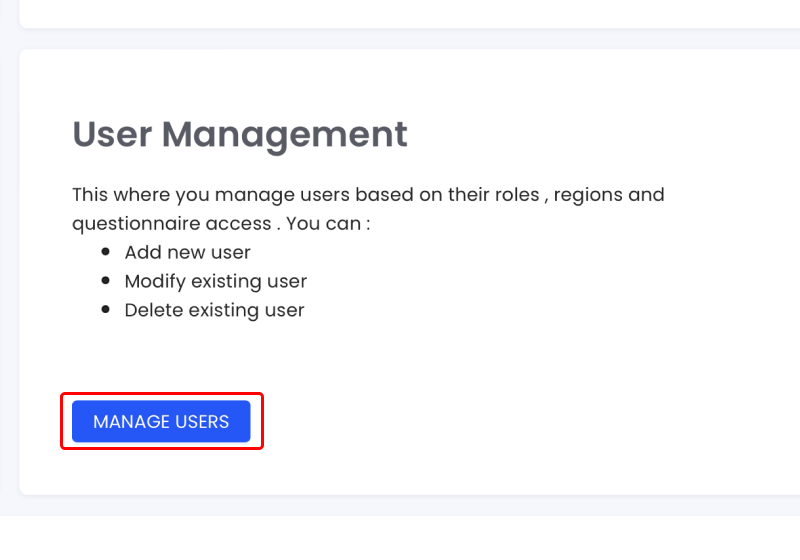 User Management
This where you manage users based on their roles , regions and
questionnaire access . You can :
Add new user
Modify existing user
Delete existing user
MANAGE USERS